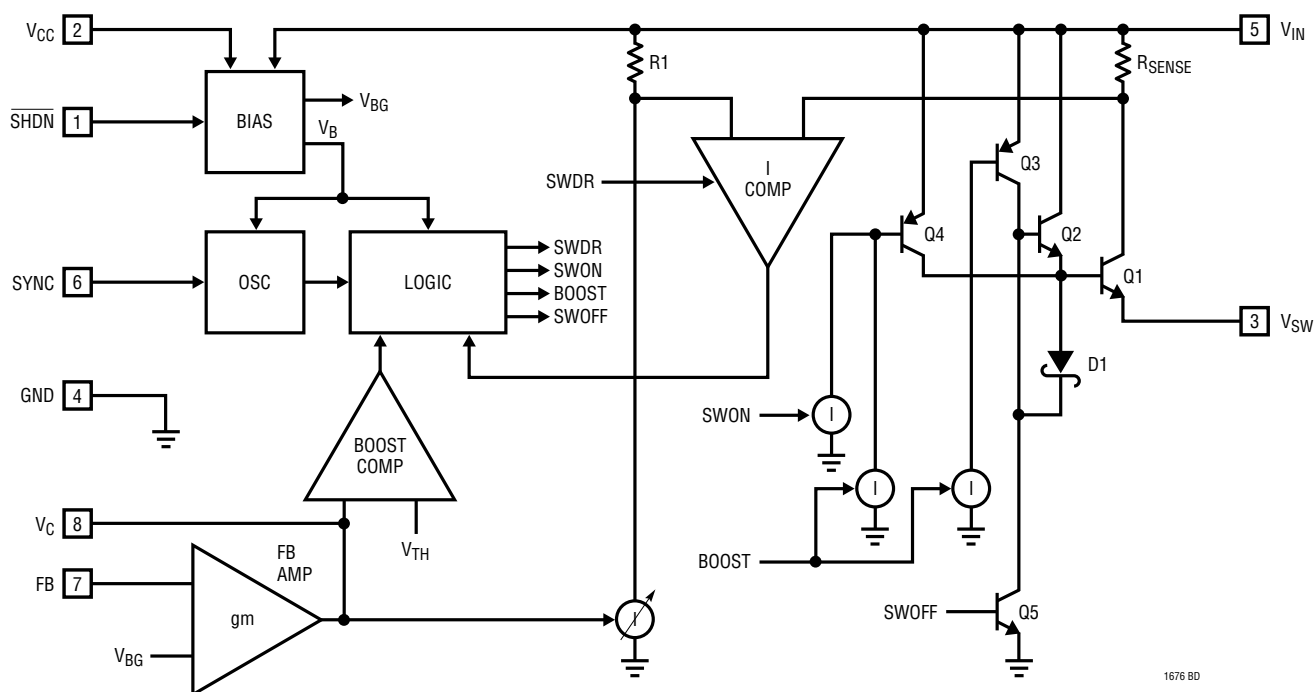 VCC 2
5 VIN
R1
RSENSE
SHDN 1
BIAS
VBG
VB
Q3
I
COMP
SWDR
Q4
Q2
SYNC 6
OSC
LOGIC
SWDR
SWON
BOOST
SWOFF
Q1
3 VSW
D1
GND 4
SWON
I
BOOST
COMP
I
I
VC 8
VTH
BOOST
FB
AMP
FB 7
gm
I
SWOFF
Q5
VBG
1676 BD